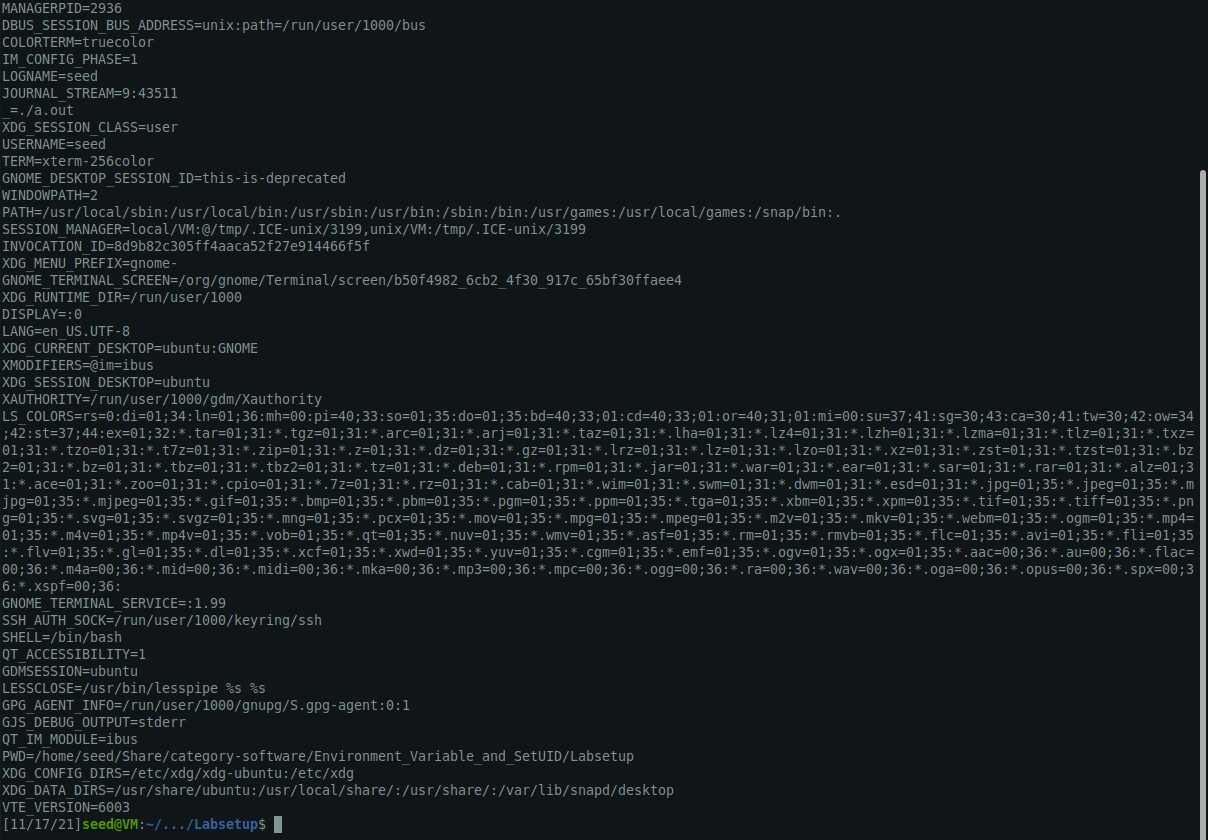 MANAGERPID=2936
DBUS_SESSION_BUS_ADDRESS=unix:path=/run/user/1000/bus
COLORTERM=truecolor
IM_CONFIG_PHASE=1
LOGNAME=seed
JOURNAL_STREAM=9:43511
_=./a.out
XDG_SESSION_CLASS=user
USERNAME=seed
TERM=xterm-256color
GNOME_DESKTOP_SESSION_ID=this-is-deprecated
WINDOWPATH=2
PATH=/usr/local/sbin:/usr/local/bin:/usr/sbin:/usr/bin:/sbin:/bin:/usr/games:/usr/local/games:/snap/bin:.
SESSION_MANAGER=local/VM:@/tmp/.ICE-unix/3199,unix/VM:/tmp/.ICE-unix/3199
INVOCATION_ID=8d9b82c305ff4aaca52f27e914466f5f
XDG_MENU_PREFIX=gnome-
GNOME_TERMINAL_SCREEN=/org/gnome/Terminal/screen/b50f4982_6cb2_4f30_917c_65bf30ffaee4
XDG_RUNTIME_DIR=/run/user/1000
DISPLAY=:0
LANG=en_US.UTF-8
XDG_CURRENT_DESKTOP=ubuntu:GNOME
XMODIFIERS=@im=ibus
XDG_SESSION_DESKTOP=ubuntu
XAUTHORITY=/run/user/1000/gdm/Xauthority
LS_COLORS=rs=0:di=01;34:ln=01;36:mh=00:pi=40;33:so=01;35:do=01;35:bd=40;33;01:cd=40;33;01:or=40;31;01:mi=00:su=37;41:sg=30;43:ca=30;41:tw=30;42:ow=34
;42:st=37;44:ex=01;32:*.tar=01;31:*.tgz=01;31:*.arc=01;31:*.arj=01;31:*.taz=01;31:*.lha=01;31:*.lz4=01;31:*.lzh=01;31:*.lzma=01;31:*.tlz=01;31:*.txz=
01;31:*.tzo=01;31:*.t7z=01;31:*.zip=01;31:*.z=01;31:*.dz=01;31:*.gz=01;31:*.lrz=01;31:*.lz=01;31:*.lzo=01;31:*.xz=01;31:*.zst=01;31:*.tzst=01;31:*.bz
2=01;31:*.bz=01;31:*.tbz=01;31:*.tbz2=01;31:*.tz=01;31:*.deb=01;31:*.rpm=01;31:*.jar=01;31:*.war=01;31:*.ear=01;31:*.sar=01;31:*.rar=01;31:*.alz=01;3
1:*.ace=01;31:*.zoo=01;31:*.cpio=01;31:*.7z=01;31:*.rz=01;31:*.cab=01;31:*.wim=01;31:*.swm=01;31:*.dwm=01;31:*.esd=01;31:*.jpg=01;35:*.jpeg=01;35:*.m
jpg=01;35:*.mjpeg=01;35:*.gif=01;35:*.bmp=01;35:*.pbm=01;35:*.pgm=01;35:*.ppm=01;35:*.tga=01;35:*.xbm=01;35:*.xpm=01;35:*.tif=01;35:*.tiff=01;35:*.pn
g=01;35:*.svg=01;35:*.svgz=01;35:*.mng=01;35:*.pcx=01;35:*.mov=01;35:*.mpg=01;35:*.mpeg=01;35:*.m2v=01;35:*.mkv=01;35:*.webm=01;35:*.ogm=01;35:*.mp4=
01;35:*.m4v=01;35:*.mp4v=01;35:*.vob=01;35:*.qt=01;35:*.nuv=01;35:*.wmv=01;35:*.asf=01;35:*.rm=01;35:*.rmvb=01;35:*.flc=01;35:*.avi=01;35:*.fli=01;35
:*.flv=01;35:*.gl=01;35:*.dl=01;35:*.xcf=01;35:*.xwd=01;35:*.yuv=01;35:*.cgm=01;35:*.emf=01;35:*.ogv=01;35:*.ogx=01;35:*.aac=00;36:*.au=00;36:*.flac=
00;36:*.m4a=00;36:*.mid=00;36:*.midi=00;36:*.mka=00;36:*.mp3=00;36:*.mpc=00;36:*.ogg=00;36:*.ra=00;36:*.wav=00;36:*.oga=00;36:*.opus=00;36:*.spx=00;3
6:*.xspf=00;36:
GNOME_TERMINAL_SERVICE=:1.99
SSH_AUTH_SOCK=/run/user/1000/keyring/ssh
SHELL=/bin/bash
QT_ACCESSIBILITY=1
GDMSESSION=ubuntu
LESSCLOSE=/usr/bin/lesspipe %s %s
GPG_AGENT_INFO=/run/user/1000/gnupg/S.gpg-agent:0:1
GJS_DEBUG_OUTPUT=stderr
QT_IM_MODULE=ibus
PWD=/home/seed/Share/category-software/Environment_Variable_and_SetUID/Labsetup
XDG_CONFIG_DIRS=/etc/xdg/xdg-ubuntu:/etc/xdg
XDG_DATA_DIRS=/usr/share/ubuntu:/usr/local/share/:/usr/share/:/var/lib/snapd/desktop
VTE_VERSION=6003
[11/17/21]seed@VM:~/.../Labsetup$